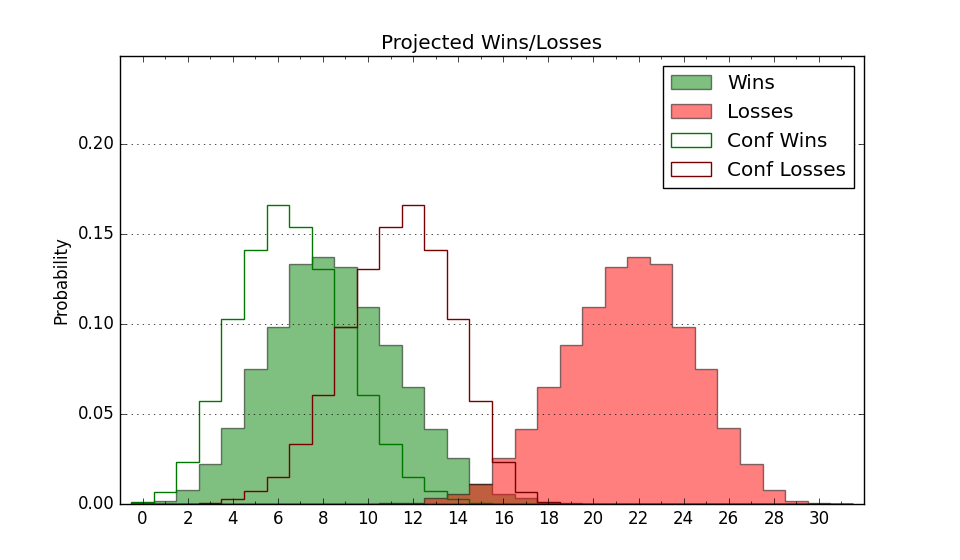 Projected Wins/Losses
Wins
Losses
Conf Wins
Conf Losses
0.20
0.15
0.10
0.05
0.00
Probability
0 2 4 6 8 10 12 14 16 18 20 22 24 26 28 30